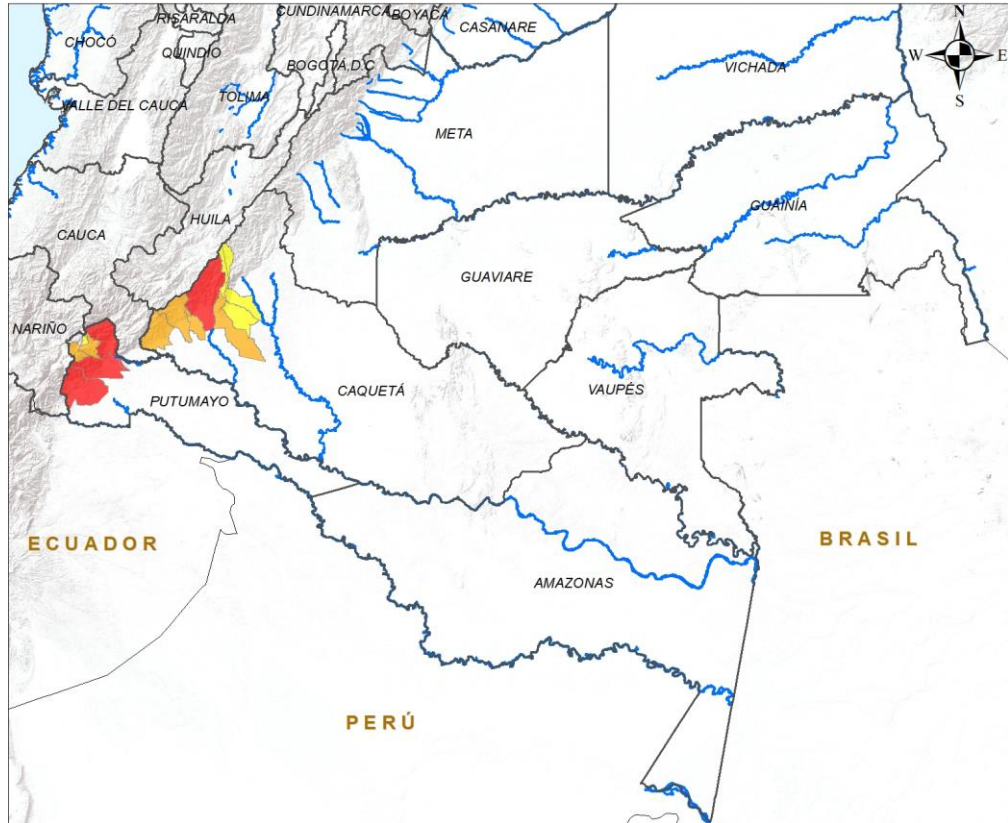 CUNDINAMARCA
BOYACÁ
RISARALDA
CASANARE
N
CHOCÓ
QUINDIO
BOGOTÁ D.C
W
E
VICHADA
TOLIMA
VALLE DEL CAUCA
S
META
HUILA
GUAINÍA
CAUCA
GUAVIARE
NARIÑO
CAQUETÁ
VAUPÉS
PUTUMAYO
ECUADOR
BRASIL
AMAZONAS
PERÚ